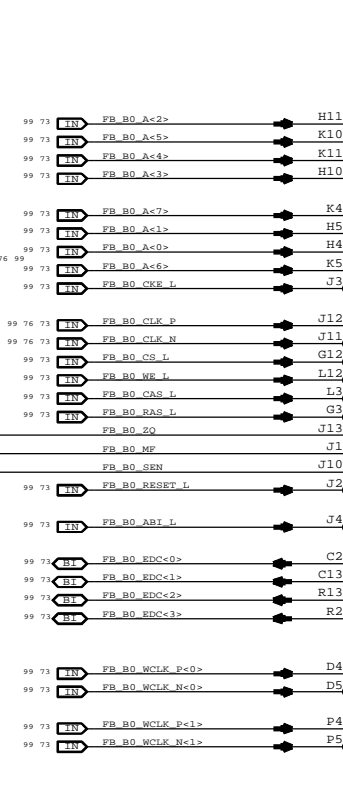 99 73 IN FB_B0_A<2> H11
99 73 IN FB_B0_A<5> K10
99 73 IN FB_B0_A<4> K11
99 73 IN FB_B0_A<3> H10
99 73 IN FB_B0_A<7> K4
99 73 IN FB_B0_A<1> H5
99 73 IN FB_B0_A<0> H4
76 99
99 73 IN FB_B0_A<6> K5
99 73 IN FB_B0_CKE_L J3
99 76 73 IN FB_B0_CLK_P J12
99 76 73 IN FB_B0_CLK_N J11
99 73 IN FB_B0_CS_L G12
99 73 IN FB_B0_WE_L L12
99 73 IN FB_B0_CAS_L L3
99 73 IN FB_B0_RAS_L G3
FB_B0_ZQ J13
FB_B0_MF J1
FB_B0_SEN J10
99 73 IN FB_B0_RESET_L J2
99 73 IN FB_B0_ABI_L J4
99 73 BI FB_B0_EDC<0> C2
99 73 BI FB_B0_EDC<1> C13
99 73 BI FB_B0_EDC<2> R13
99 73 BI FB_B0_EDC<3> R2
99 73 IN FB_B0_WCLK_P<0> D4
99 73 IN FB_B0_WCLK_N<0> D5
99 73 IN FB_B0_WCLK_P<1> P4
99 73 IN FB_B0_WCLK_N<1> P5